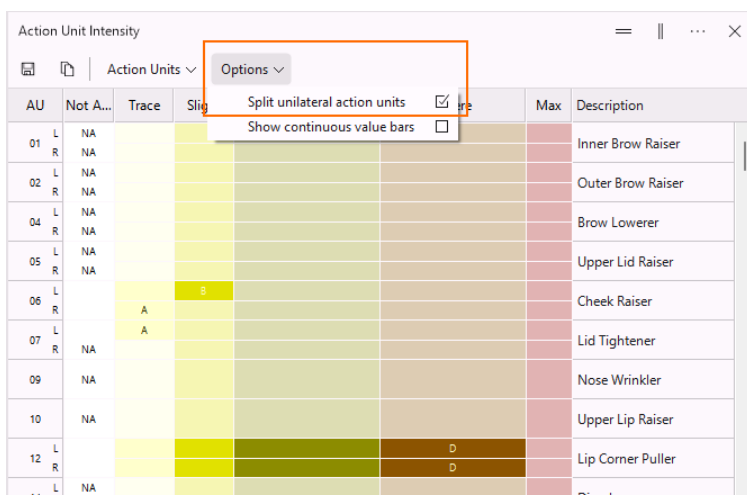 Action Unit Intensity
Action Units Options
Split unilateral action units
AU Not A... Trace Max Description
Show continuous value bars
01 L NA Inner Brow Raiser
R NA
02 L NA Outer Brow Raiser
R NA
04 L NA Brow Lowerer
R NA
05 L NA Upper Lid Raiser
R NA
06 L B Cheek Raiser
R A
07 L A Lid Tightener
R NA
09 NA Nose Wrinkler
10 NA Upper Lip Raiser
12 L D Lip Corner Puller
R D
L NA